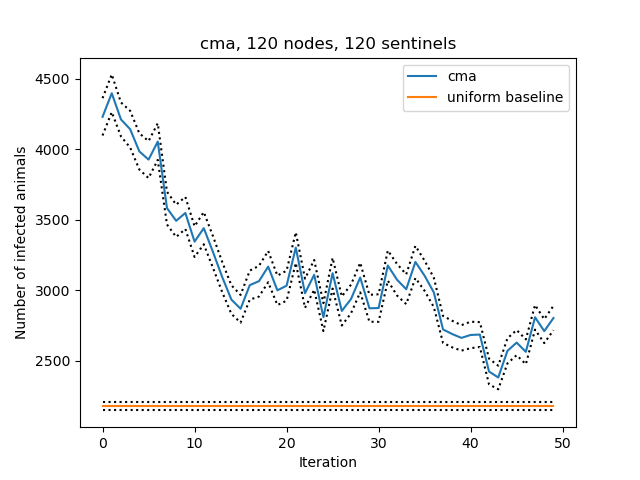 cma, 120 nodes, 120 sentinels
cma
uniform baseline
Number of infected animals
4500
4000
3500
3000
2500
0 10 20 30 40 50
Iteration